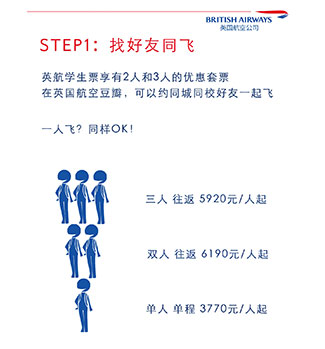 BRITISH AIRWAYS
英国航空公司
STEP1：找好友同飞
英航学生票享有2人和3人的优惠套票
在英国航空豆瓣，可以约同城同校好友一起飞
一人飞？同样OK！
三人 往返 5920元/人起
双人 往返 6190元/人起
单人 单程 3770元/人起